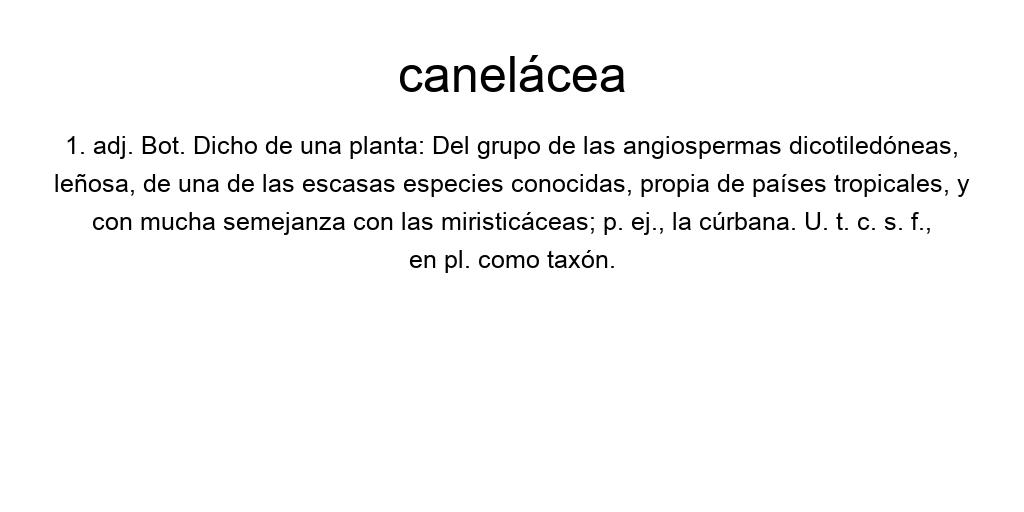 canelácea
1. adj. Bot. Dicho de una planta: Del grupo de las angiospermas dicotiledóneas,
leñosa, de una de las escasas especies conocidas, propia de países tropicales, y
con mucha semejanza con las miristicáceas; p. ej., la cúrbana. U. t. c. s. f.,
en pl. como taxón.